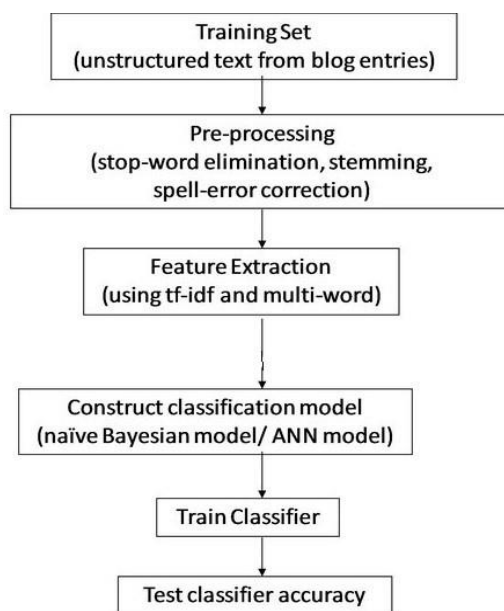 Training Set
(unstructured text from blog entries)
Pre-processing
(stop-word elimination, stemming,
spell-error correction)
Feature Extraction
(using tf-idf and multi-word)
Construct classification model
(naïve Bayesian model/ ANN model)
Train Classifier
Test classifier accuracy